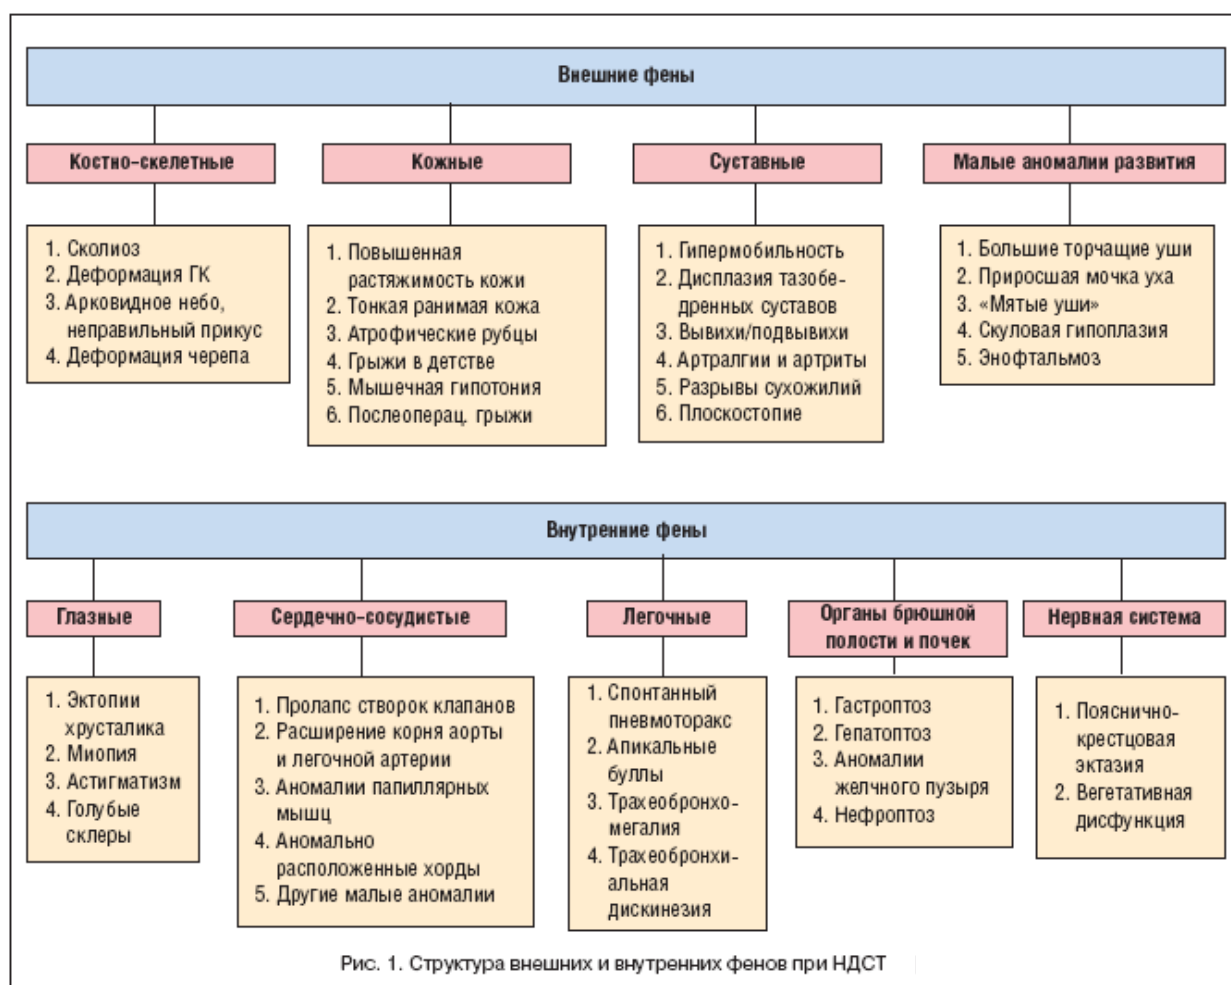 Внешние фены
Костно-скелетные
Кожные
Суставные
Малые аномалии развития
1. Сколиоз
2. Деформация ГК
3. Арковидное небо,
неправильный прикус
4. Деформация черепа
1. Повышенная
растяжимость кожи
2. Тонкая ранимая кожа
3. Атрофические рубцы
4. Грыжи в детстве
5. Мышечная гипотония
6. Послеоперац. грыжи
1. Гипермобильность
2. Дисплазия тазобе-
дренных суставов
3. Вывихи/подвывихи
4. Артралгии и артриты
5. Разрывы сухожилий
6. Плоскостопие
1. Большие торчащие уши
2. Приросшая мочка уха
3. «Мятые уши»
4. Скуловая гипоплазия
5. Энофтальмоз
Внутренние фены
Глазные
Сердечно-сосудистые
Легочные
Органы брюшной
полости и почек
Нервная система
1. Эктопии
хрусталика
2. Миопия
3. Астигматизм
4. Голубые
склеры
1. Пролапс створок клапанов
2. Расширение корня аорты
и легочной артерии
3. Аномалии папиллярных
мышц
4. Аномально
расположенные хорды
5. Другие малые аномалии
1. Спонтанный
пневмоторакс
2. Апикальные
буллы
3. Трахеобронхо-
мегалия
4. Трахеобронхи-
альная
дискинезия
1. Гастроптоз
2. Гепатоптоз
3. Аномалии
желчного пузыря
4. Нефроптоз
1. Пояснично-
крестцовая
эктазия
2. Вегетативная
дисфункция
Рис. 1. Структура внешних и внутренних фенов при НДСТ